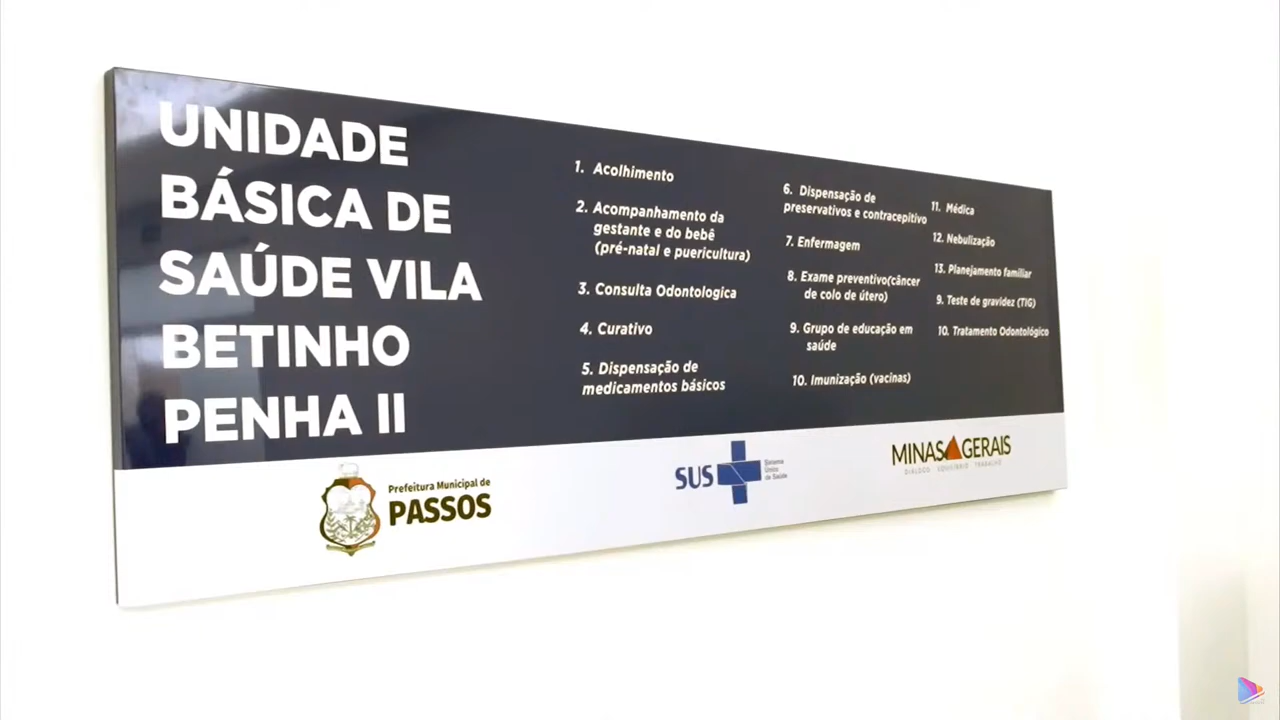 UNIDADE
BÁSICA DE
SAÚDE VILA
BETINHO
PENHA II
1. Acolhimento
2. Acompanhamento da
gestante e do bebê
(pré-natal e puericultura)
3. Consulta Odontologica
4. Curativo
5. Dispensação de
medicamentos básicos
6. Dispensação de
preservativos e contracepitivo
7. Enfermagem
8. Exame preventivo(câncer
de colo de útero)
9. Grupo de educação em
saúde
10. Imunização (vacinas)
11. Médica
12. Nebulização
13. Planejamento familiar
9. Teste de gravidez (TIG)
10. Tratamento Odontológico
Prefeitura Municipal de
PASSOS
SUS
Sistema
Único
de Saúde
MINAS GERAIS
DIÁLOGO EQUILÍBRIO TRABALHO